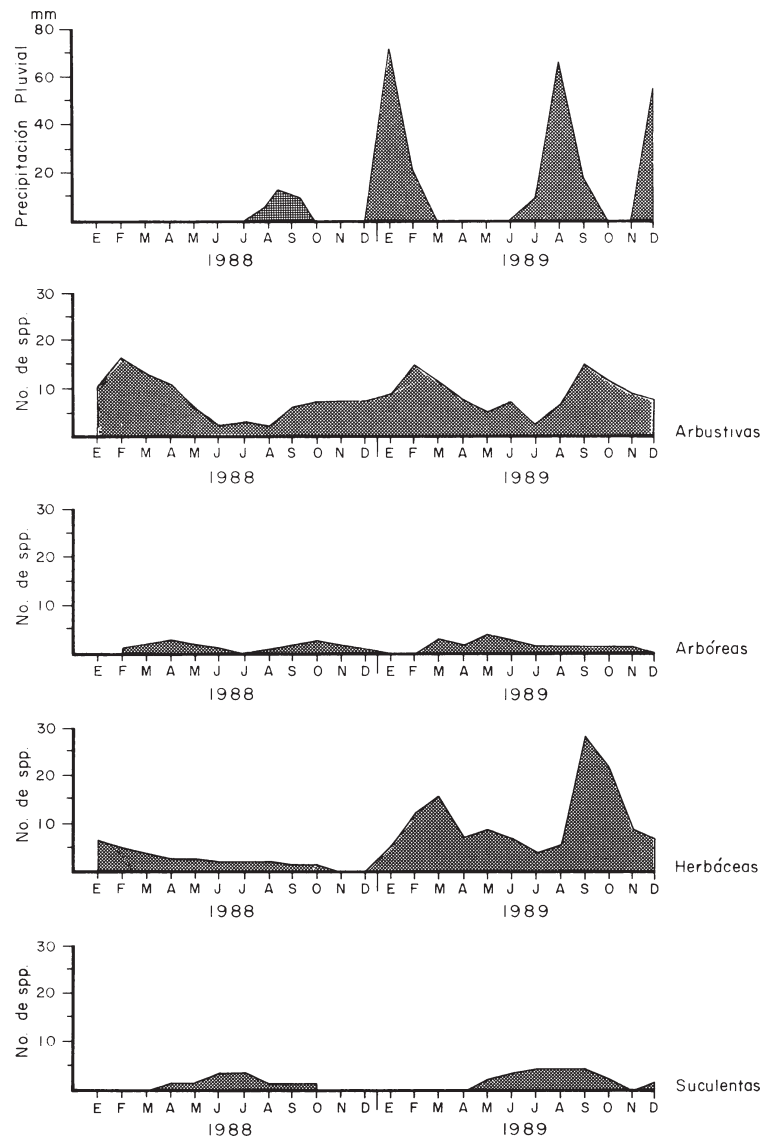 mm
80
60
40
20
Precipitación Pluvial
E F M A M J J A S O N D E F M A M J J A S O N D
1988 1989
30
20
10
No. de spp.
Arbustivas
E F M A M J J A S O N D E F M A M J J A S O N D
1988 1989
30
20
10
No. de spp.
Arbóreas
E F M A M J J A S O N D E F M A M J J A S O N D
1988 1989
30
20
10
No. de spp.
Herbáceas
E F M A M J J A S O N D E F M A M J J A S O N D
1988 1989
30
20
10
No. de spp.
Suculentas
E F M A M J J A S O N D E F M A M J J A S O N D
1988 1989